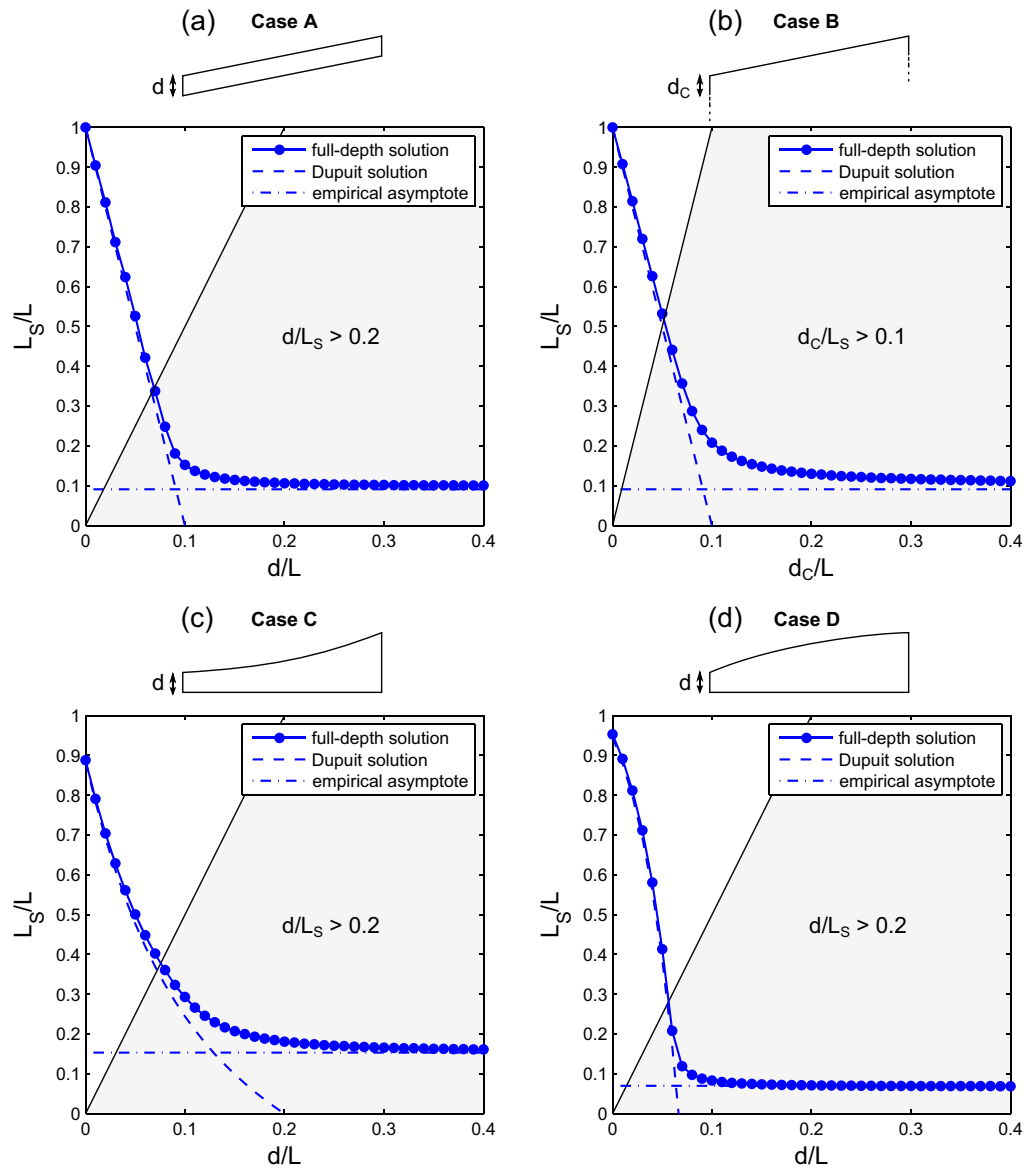 (a) Case A
d
1
0.9
0.8
0.7
0.6
0.5
0.4
0.3
0.2
0.1
0
L_S/L
full-depth solution
Dupuit solution
empirical asymptote
d/L_S > 0.2
0 0.1 0.2 0.3 0.4
d/L
(b) Case B
d_C
1
0.9
0.8
0.7
0.6
0.5
0.4
0.3
0.2
0.1
0
L_S/L
full-depth solution
Dupuit solution
empirical asymptote
d_C/L_S > 0.1
0 0.1 0.2 0.3 0.4
d_C/L
(c) Case C
d
1
0.9
0.8
0.7
0.6
0.5
0.4
0.3
0.2
0.1
0
L_S/L
full-depth solution
Dupuit solution
empirical asymptote
d/L_S > 0.2
0 0.1 0.2 0.3 0.4
d/L
(d) Case D
d
1
0.9
0.8
0.7
0.6
0.5
0.4
0.3
0.2
0.1
0
L_S/L
full-depth solution
Dupuit solution
empirical asymptote
d/L_S > 0.2
0 0.1 0.2 0.3 0.4
d/L